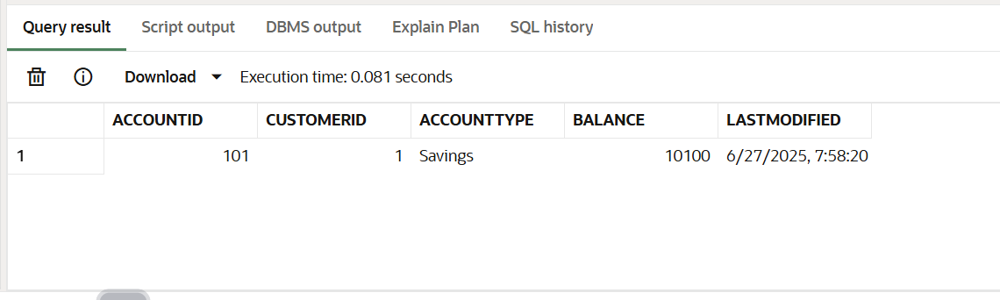 Query result Script output DBMS output Explain Plan SQL history
Download Execution time: 0.081 seconds
ACCOUNTID CUSTOMERID ACCOUNTTYPE BALANCE LASTMODIFIED
1 101 1 Savings 10100 6/27/2025, 7:58:20